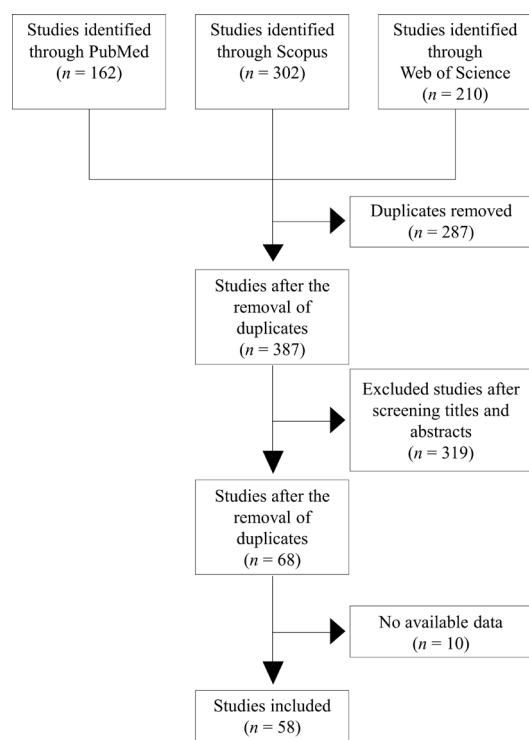 Studies identified
through PubMed
(n = 162)
Studies identified
through Scopus
(n = 302)
Studies identified
through
Web of Science
(n = 210)
Duplicates removed
(n = 287)
Studies after the
removal of
duplicates
(n = 387)
Excluded studies after
screening titles and
abstracts
(n = 319)
Studies after the
removal of
duplicates
(n = 68)
No available data
(n = 10)
Studies included
(n = 58)